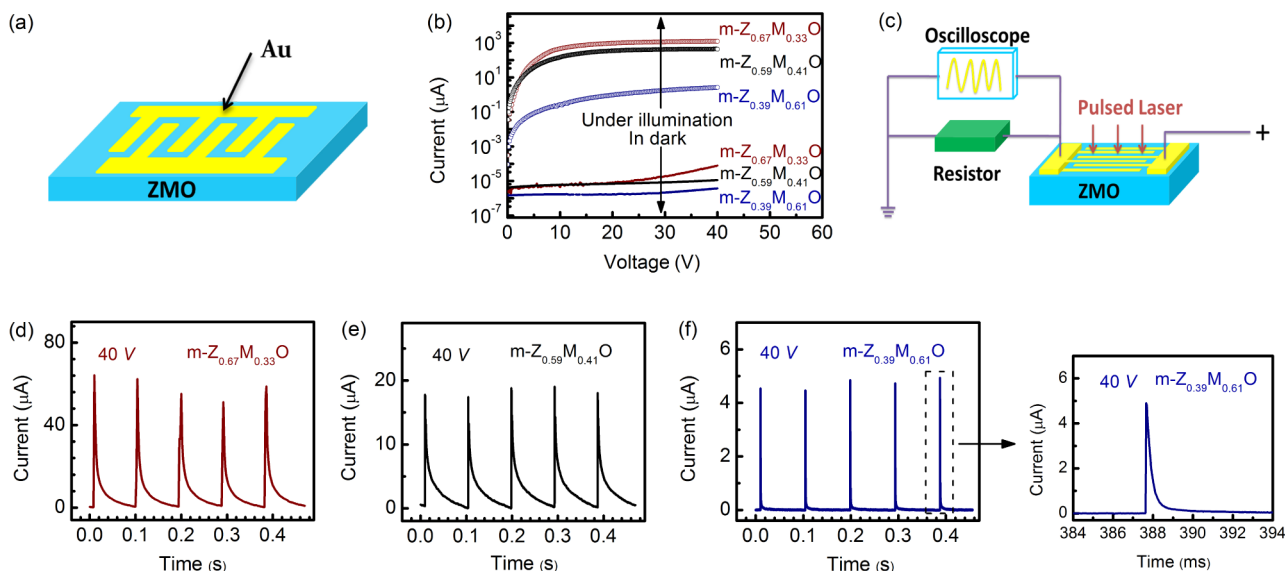 (a)
Au
ZMO
(b)
Current (μA)
10³
10¹
10⁻¹
10⁻³
10⁻⁵
10⁻⁷
m-Z₀.₆₇M₀.₃₃O
m-Z₀.₅₉M₀.₄₁O
m-Z₀.₃₉M₀.₆₁O
Under illumination
In dark
m-Z₀.₆₇M₀.₃₃O
m-Z₀.₅₉M₀.₄₁O
m-Z₀.₃₉M₀.₆₁O
0 10 20 30 40 50 60
Voltage (V)
(c)
Oscilloscope
Pulsed Laser
+
Resistor
ZMO
(d)
Current (μA)
80
40
0
40 V m-Z₀.₆₇M₀.₃₃O
0.0 0.1 0.2 0.3 0.4
Time (s)
(e)
Current (μA)
20
10
0
40 V m-Z₀.₅₉M₀.₄₁O
0.0 0.1 0.2 0.3 0.4
Time (s)
(f)
Current (μA)
6
4
2
0
40 V m-Z₀.₃₉M₀.₆₁O
0.0 0.1 0.2 0.3 0.4
Time (s)
Current (μA)
6
4
2
0
40 V m-Z₀.₃₉M₀.₆₁O
384 386 388 390 392 394
Time (ms)